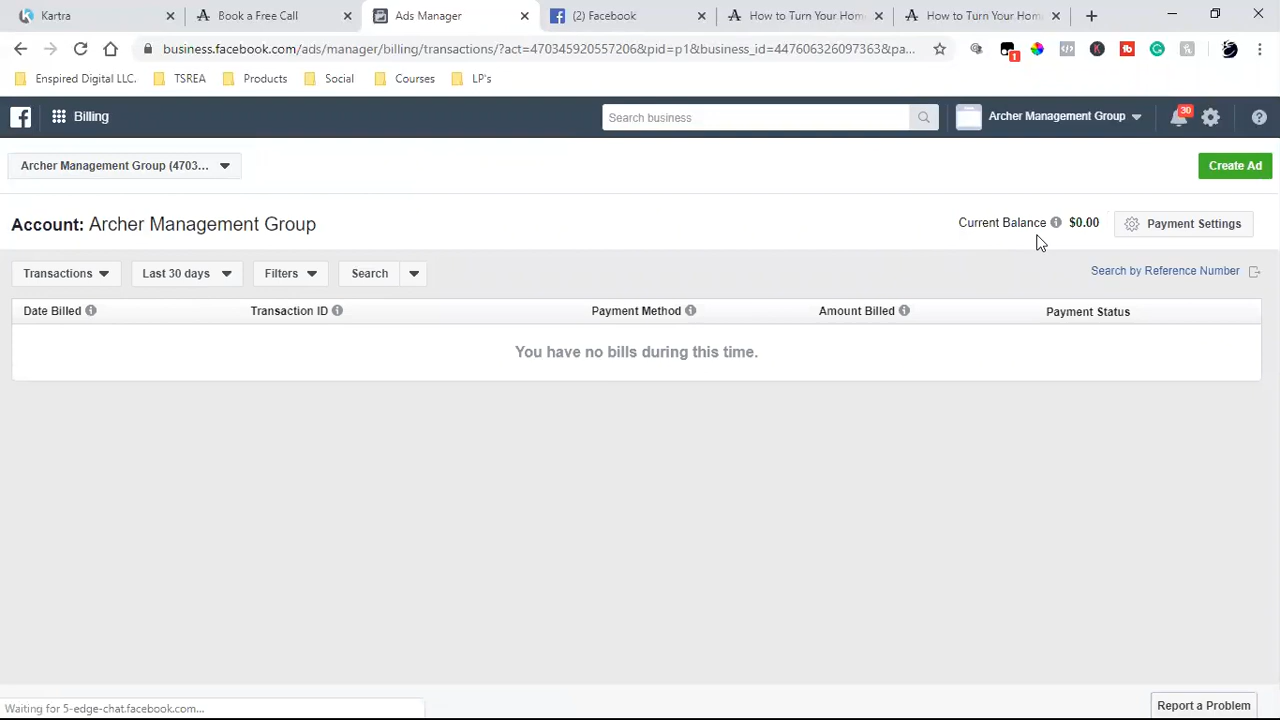 Kartra
Book a Free Call
Ads Manager
(2) Facebook
How to Turn Your Hom
How to Turn Your Hom
business.facebook.com/ads/manager/billing/transactions/?act=470345920557206&pid=p1&business_id=447606326097363&pa...
1
Enspired Digital LLC.
TSREA
Products
Social
Courses
LP's
Billing
Search business
Archer Management Group
30
Archer Management Group (4703...
Create Ad
Account: Archer Management Group
Current Balance $0.00
Payment Settings
Transactions
Last 30 days
Filters
Search
Search by Reference Number
Date Billed
Transaction ID
Payment Method
Amount Billed
Payment Status
You have no bills during this time.
Waiting for 5-edge-chat.facebook.com...
Report a Problem